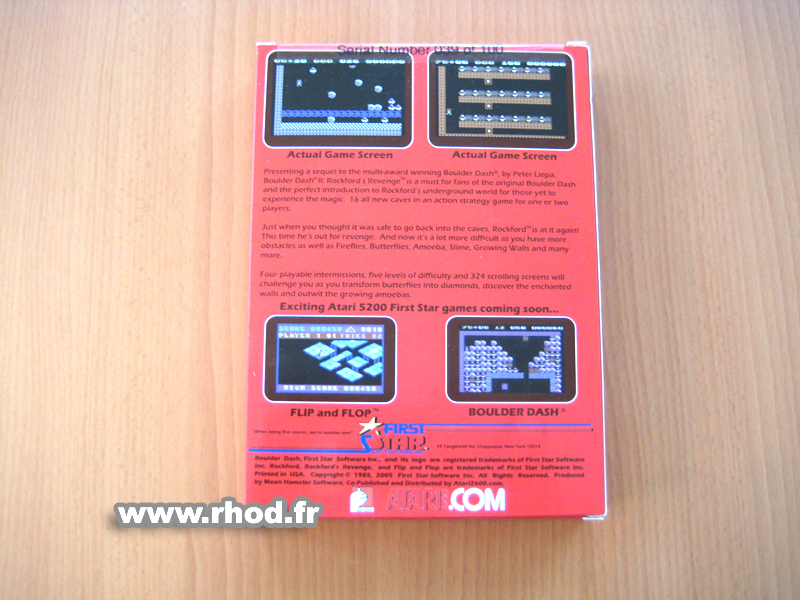 Serial Number 039 of 100
Actual Game Screen Actual Game Screen
Presenting a sequel to the multi-award winning Boulder Dash®, by Peter Liepa,
Boulder Dash® II: Rockford's Revenge™ is a must for fans of the original Boulder Dash
and the perfect introduction to Rockford's underground world for those yet to
experience the magic. 16 all new caves in an action strategy game for one or two
players.
Just when you thought it was safe to go back into the caves, Rockford™ is at it again!
This time he's out for revenge. And now it's a lot more difficult as you have more
obstacles as well as Fireflies, Butterflies, Amoeba, Slime, Growing Walls and many
more.
Four playable intermissions, five levels of difficulty and 324 scrolling screens will
challenge you as you transform butterflies into diamonds, discover the enchanted
walls and outwit the growing amoebas.
Exciting Atari 5200 First Star games coming soon...
PLAYER 1
HIGH SCORE
FLIP and FLOP™ BOULDER DASH®
FIRST
STAR
Boulder Dash, First Star Software Inc., and its logo are registered trademarks of First Star Software
Inc. Rockford, Rockford's Revenge, and Flip and Flop are trademarks of First Star Software Inc.
Printed in USA. Copyright © 1985, 2005 First Star Software Inc. All Rights Reserved. Produced
by Mean Hamster Software, Co-Published and Distributed by Atari2600.com.
www.rhod.fr